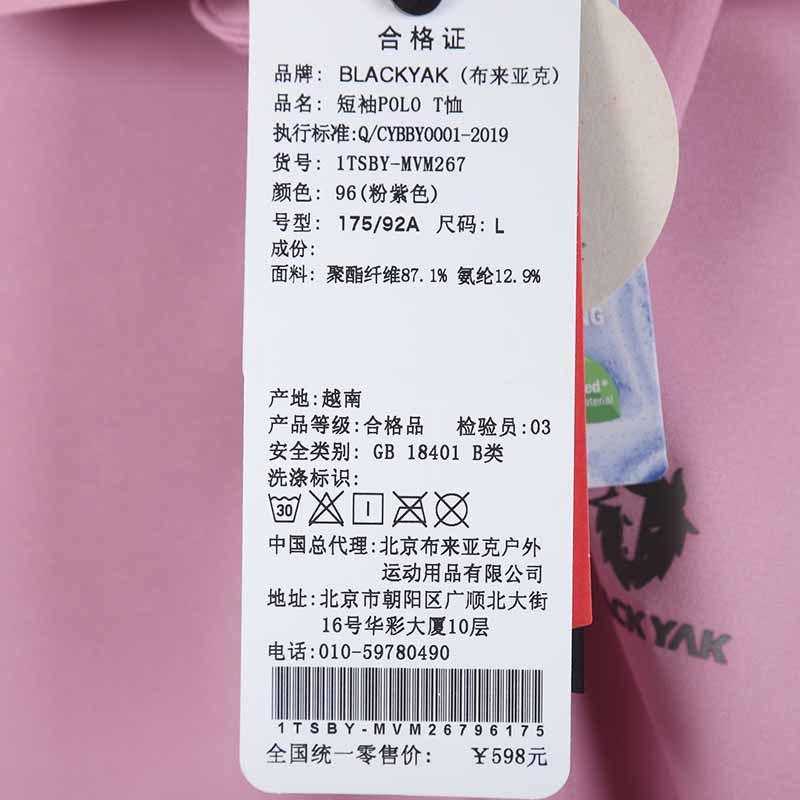 合格证
品牌: BLACKYAK (布来亚克)
品名: 短袖POLO T恤
执行标准:Q/CYBBY0001-2019
货号: 1TSBY-MVM267
颜色: 96(粉紫色)
号型: 175/92A 尺码: L
成份:
面料: 聚酯纤维87.1% 氨纶12.9%
产地:越南
产品等级:合格品 检验员:03
安全类别: GB 18401 B类
洗涤标识:
30
中国总代理:北京布来亚克户外
运动用品有限公司
地址:北京市朝阳区广顺北大街
16号华彩大厦10层
电话:010-59780490
1TSBY-MVM26796175
全国统一零售价: ¥598元
NG
ed*
aterial
BLACKYAK